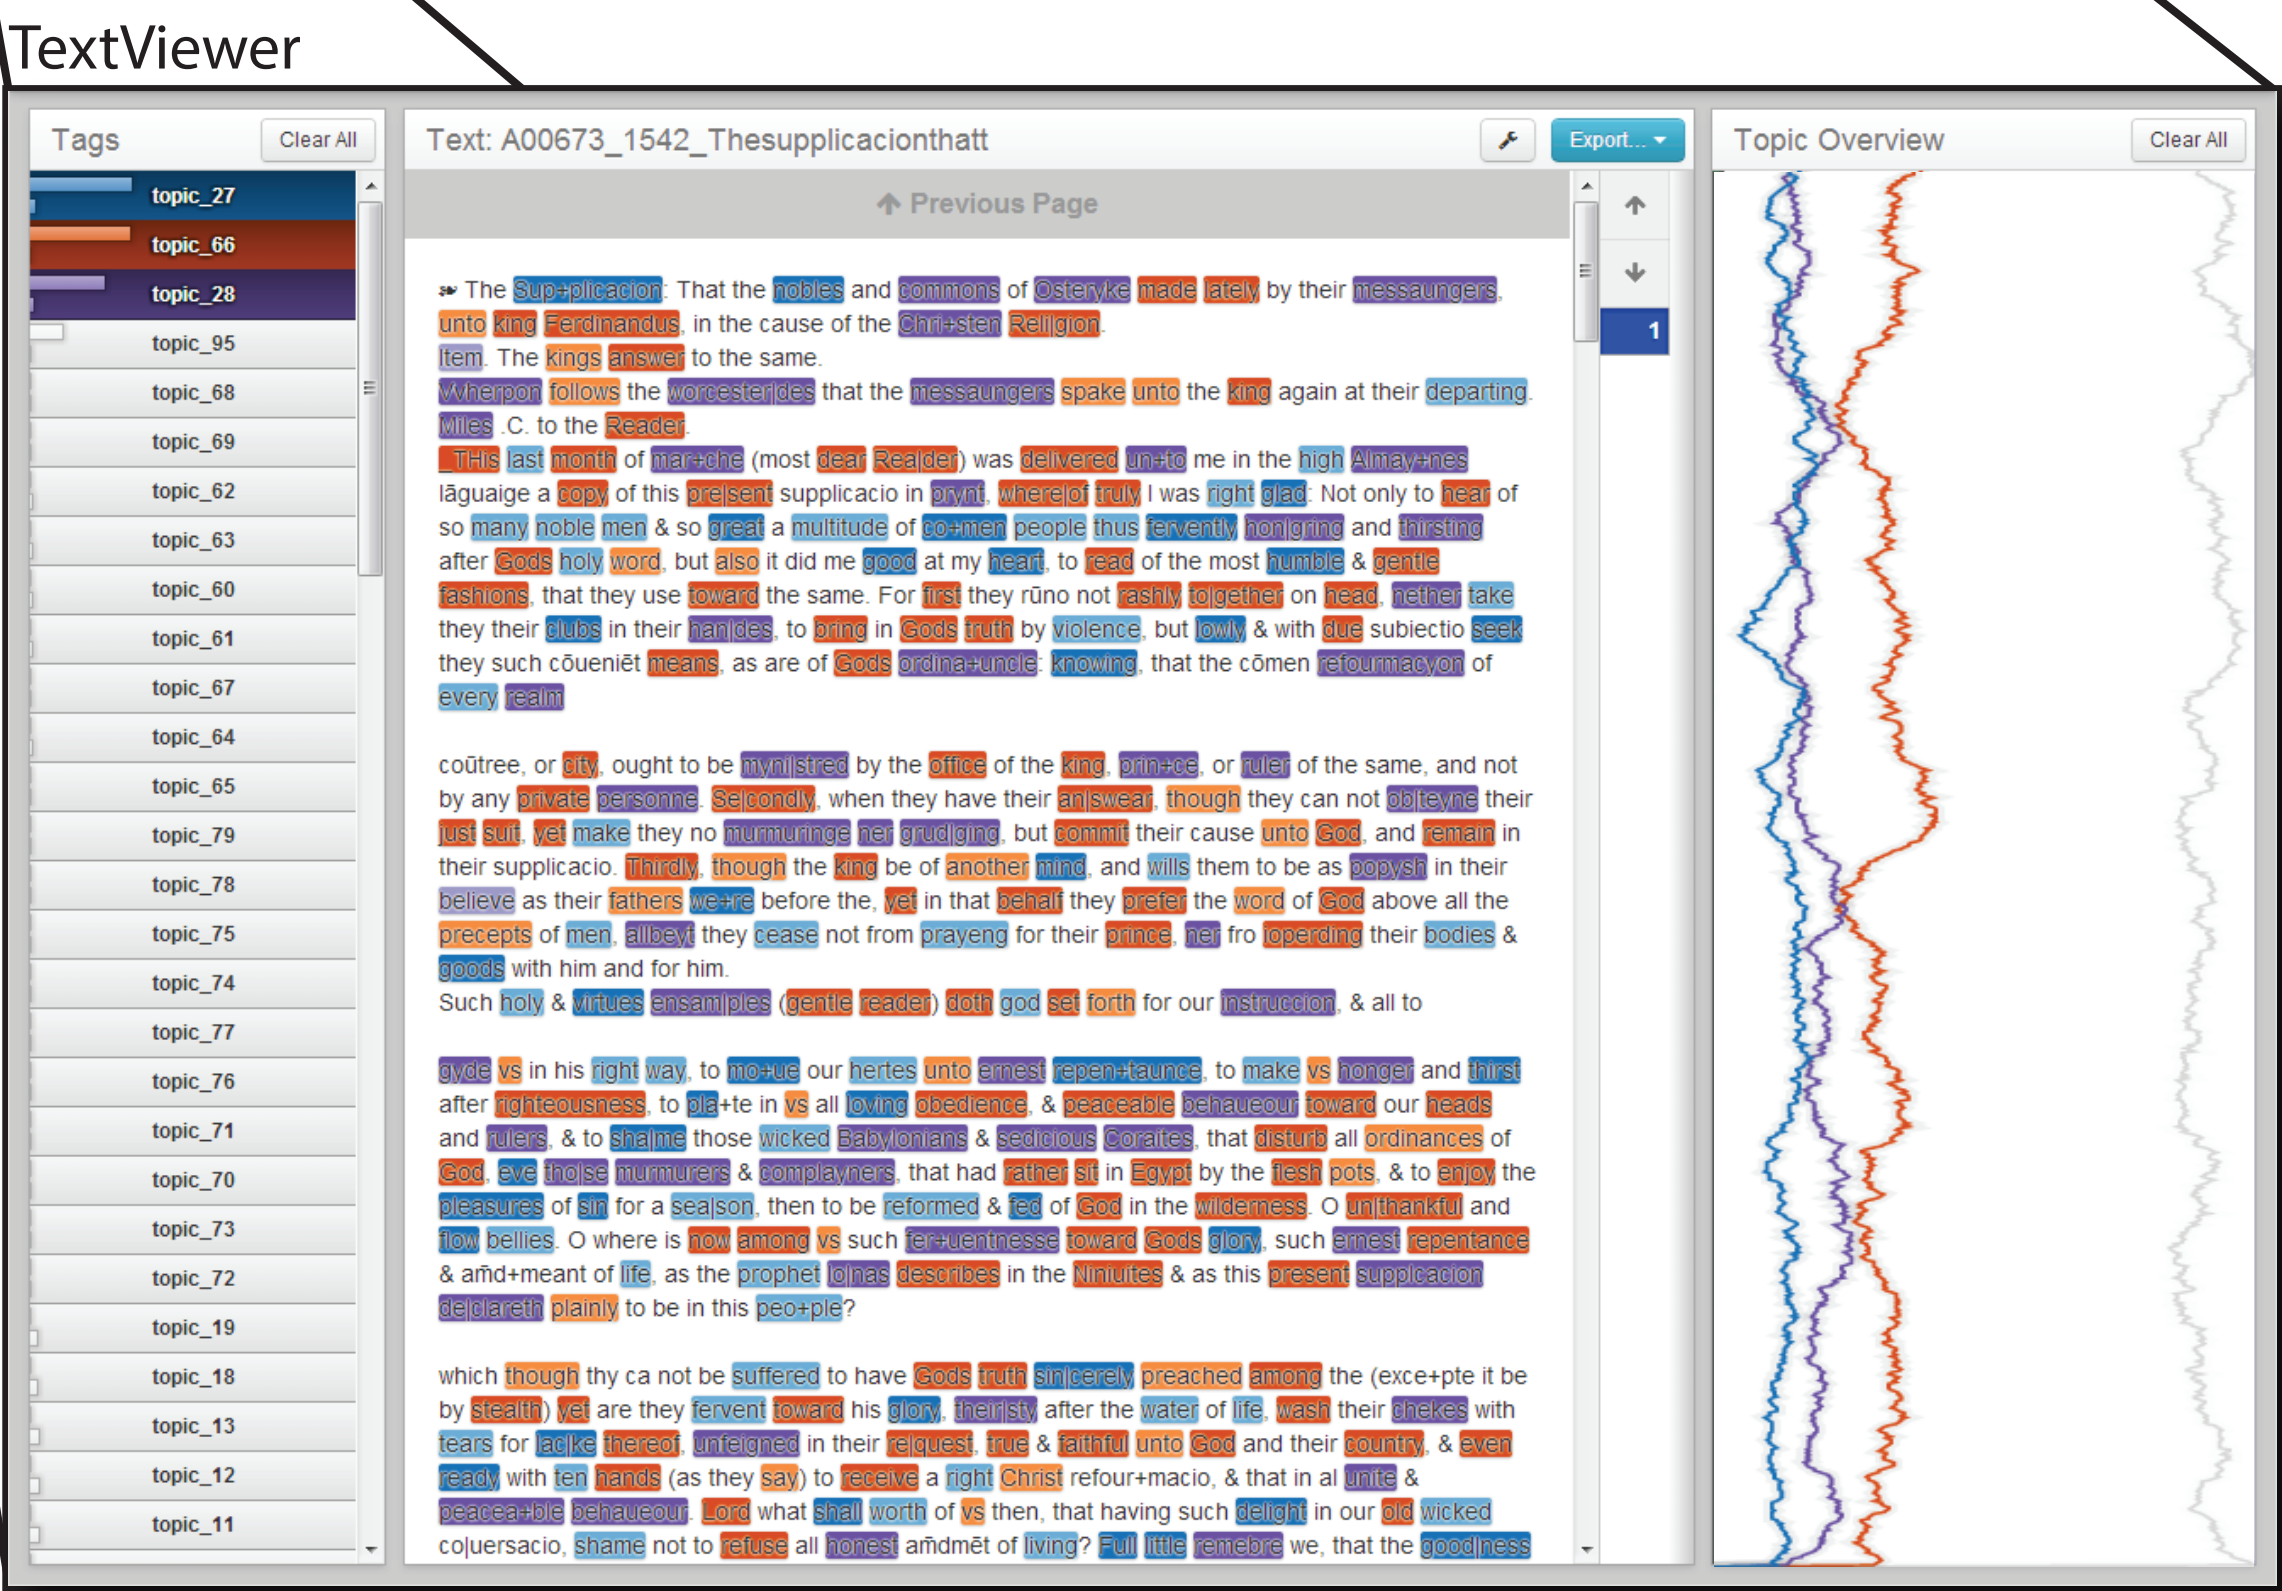 TextViewer
Tags
Clear All
topic_27
topic_66
topic_28
topic_95
topic_68
topic_69
topic_62
topic_63
topic_60
topic_61
topic_67
topic_64
topic_65
topic_79
topic_78
topic_75
topic_74
topic_77
topic_76
topic_71
topic_70
topic_73
topic_72
topic_19
topic_18
topic_13
topic_12
topic_11
Text: A00673_1542_Thesupplicacionthatt
Export...
Previous Page
1
❧ The Sup+plicacion: That the nobles and commons of Osteryke made lately by their messaungers,
unto king Ferdinandus, in the cause of the Chri+sten Relilgion.
Item. The kings answer to the same.
Vvherpon follows the worcester|des that the messaungers spake unto the king again at their departing.
Miles .C. to the Reader.
_THis last month of mar+che (most dear Rea|der) was delivered un+to me in the high Almay+nes
lāguaige a copy of this pre|sent supplicacio in prynt, where|of truly I was right glad: Not only to hear of
so many noble men & so great a multitude of co+men people thus fervently hon|gring and thirsting
after Gods holy word, but also it did me good at my heart, to read of the most humble & gentle
fashions, that they use toward the same. For first they rūno not rashly to|gether on head, nether take
they their clubs in their han|des, to bring in Gods truth by violence, but lowly & with due subiectio seek
they such cōueniēt means, as are of Gods ordina+uncle: knowing, that the cōmen refourmacyon of
every realm
coūtree, or city, ought to be myni|stred by the office of the king, prin+ce, or ruler of the same, and not
by any private personne. Se|condly, when they have their an|swear, though they can not ob|teyne their
just suit, yet make they no murmuringe ner grud|ging, but commit their cause unto God, and remain in
their supplicacio. Thirdly, though the king be of another mind, and wills them to be as popysh in their
believe as their fathers we+re before the, yet in that behalf they prefer the word of God above all the
precepts of men, allbeyt they cease not from prayeng for their prince, ner fro ioperding their bodies &
goods with him and for him.
Such holy & virtues ensam|ples (gentle reader) doth god set forth for our instruccion, & all to
gyde vs in his right way, to mo+ue our hertes unto ernest repen+taunce, to make vs honger and thirst
after righteousness, to pla+te in vs all loving obedience, & peaceable behaueour toward our heads
and rulers, & to sha|me those wicked Babylonians & sedicious Coraites, that disturb all ordinances of
God, eve tho|se murmurers & complayners, that had rather sit in Egypt by the flesh pots, & to enjoy the
pleasures of sin for a sea|son, then to be reformed & fed of God in the wilderness. O un|thankful and
flow bellies. O where is now among vs such fer+uentnesse toward Gods glory, such ernest repentance
& am̄d+meant of life, as the prophet Io|nas describes in the Niniuites & as this present supplcacion
de|clareth plainly to be in this peo+ple?
which though thy ca not be suffered to have Gods truth sin|cerely preached among the (exce+pte it be
by stealth) yet are they fervent toward his glory, their|sty after the water of life, wash their chekes with
tears for lac|ke thereof, unfeigned in their re|quest, true & faithful unto God and their country, & even
ready with ten hands (as they say) to receive a right Christ refour+macio, & that in al unite &
peacea+ble behaueour. Lord what shall worth of vs then, that having such delight in our old wicked
co|uersacio, shame not to refuse all honest am̄dmēt of living? Full little remebre we, that the good|ness
Topic Overview
Clear All